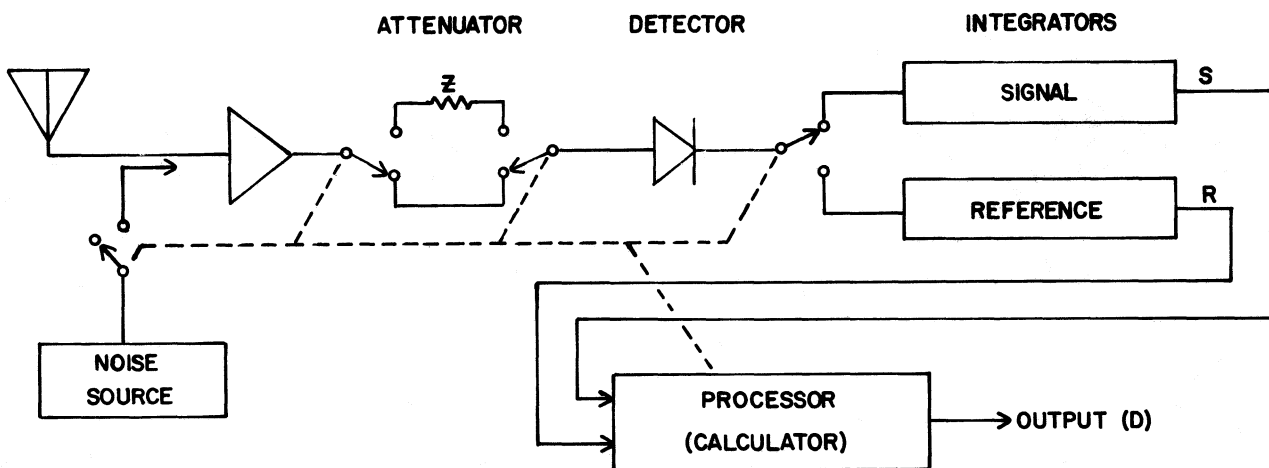 ATTENUATOR
DETECTOR
INTEGRATORS
Z
SIGNAL
S
REFERENCE
R
NOISE
SOURCE
PROCESSOR
(CALCULATOR)
OUTPUT (D)